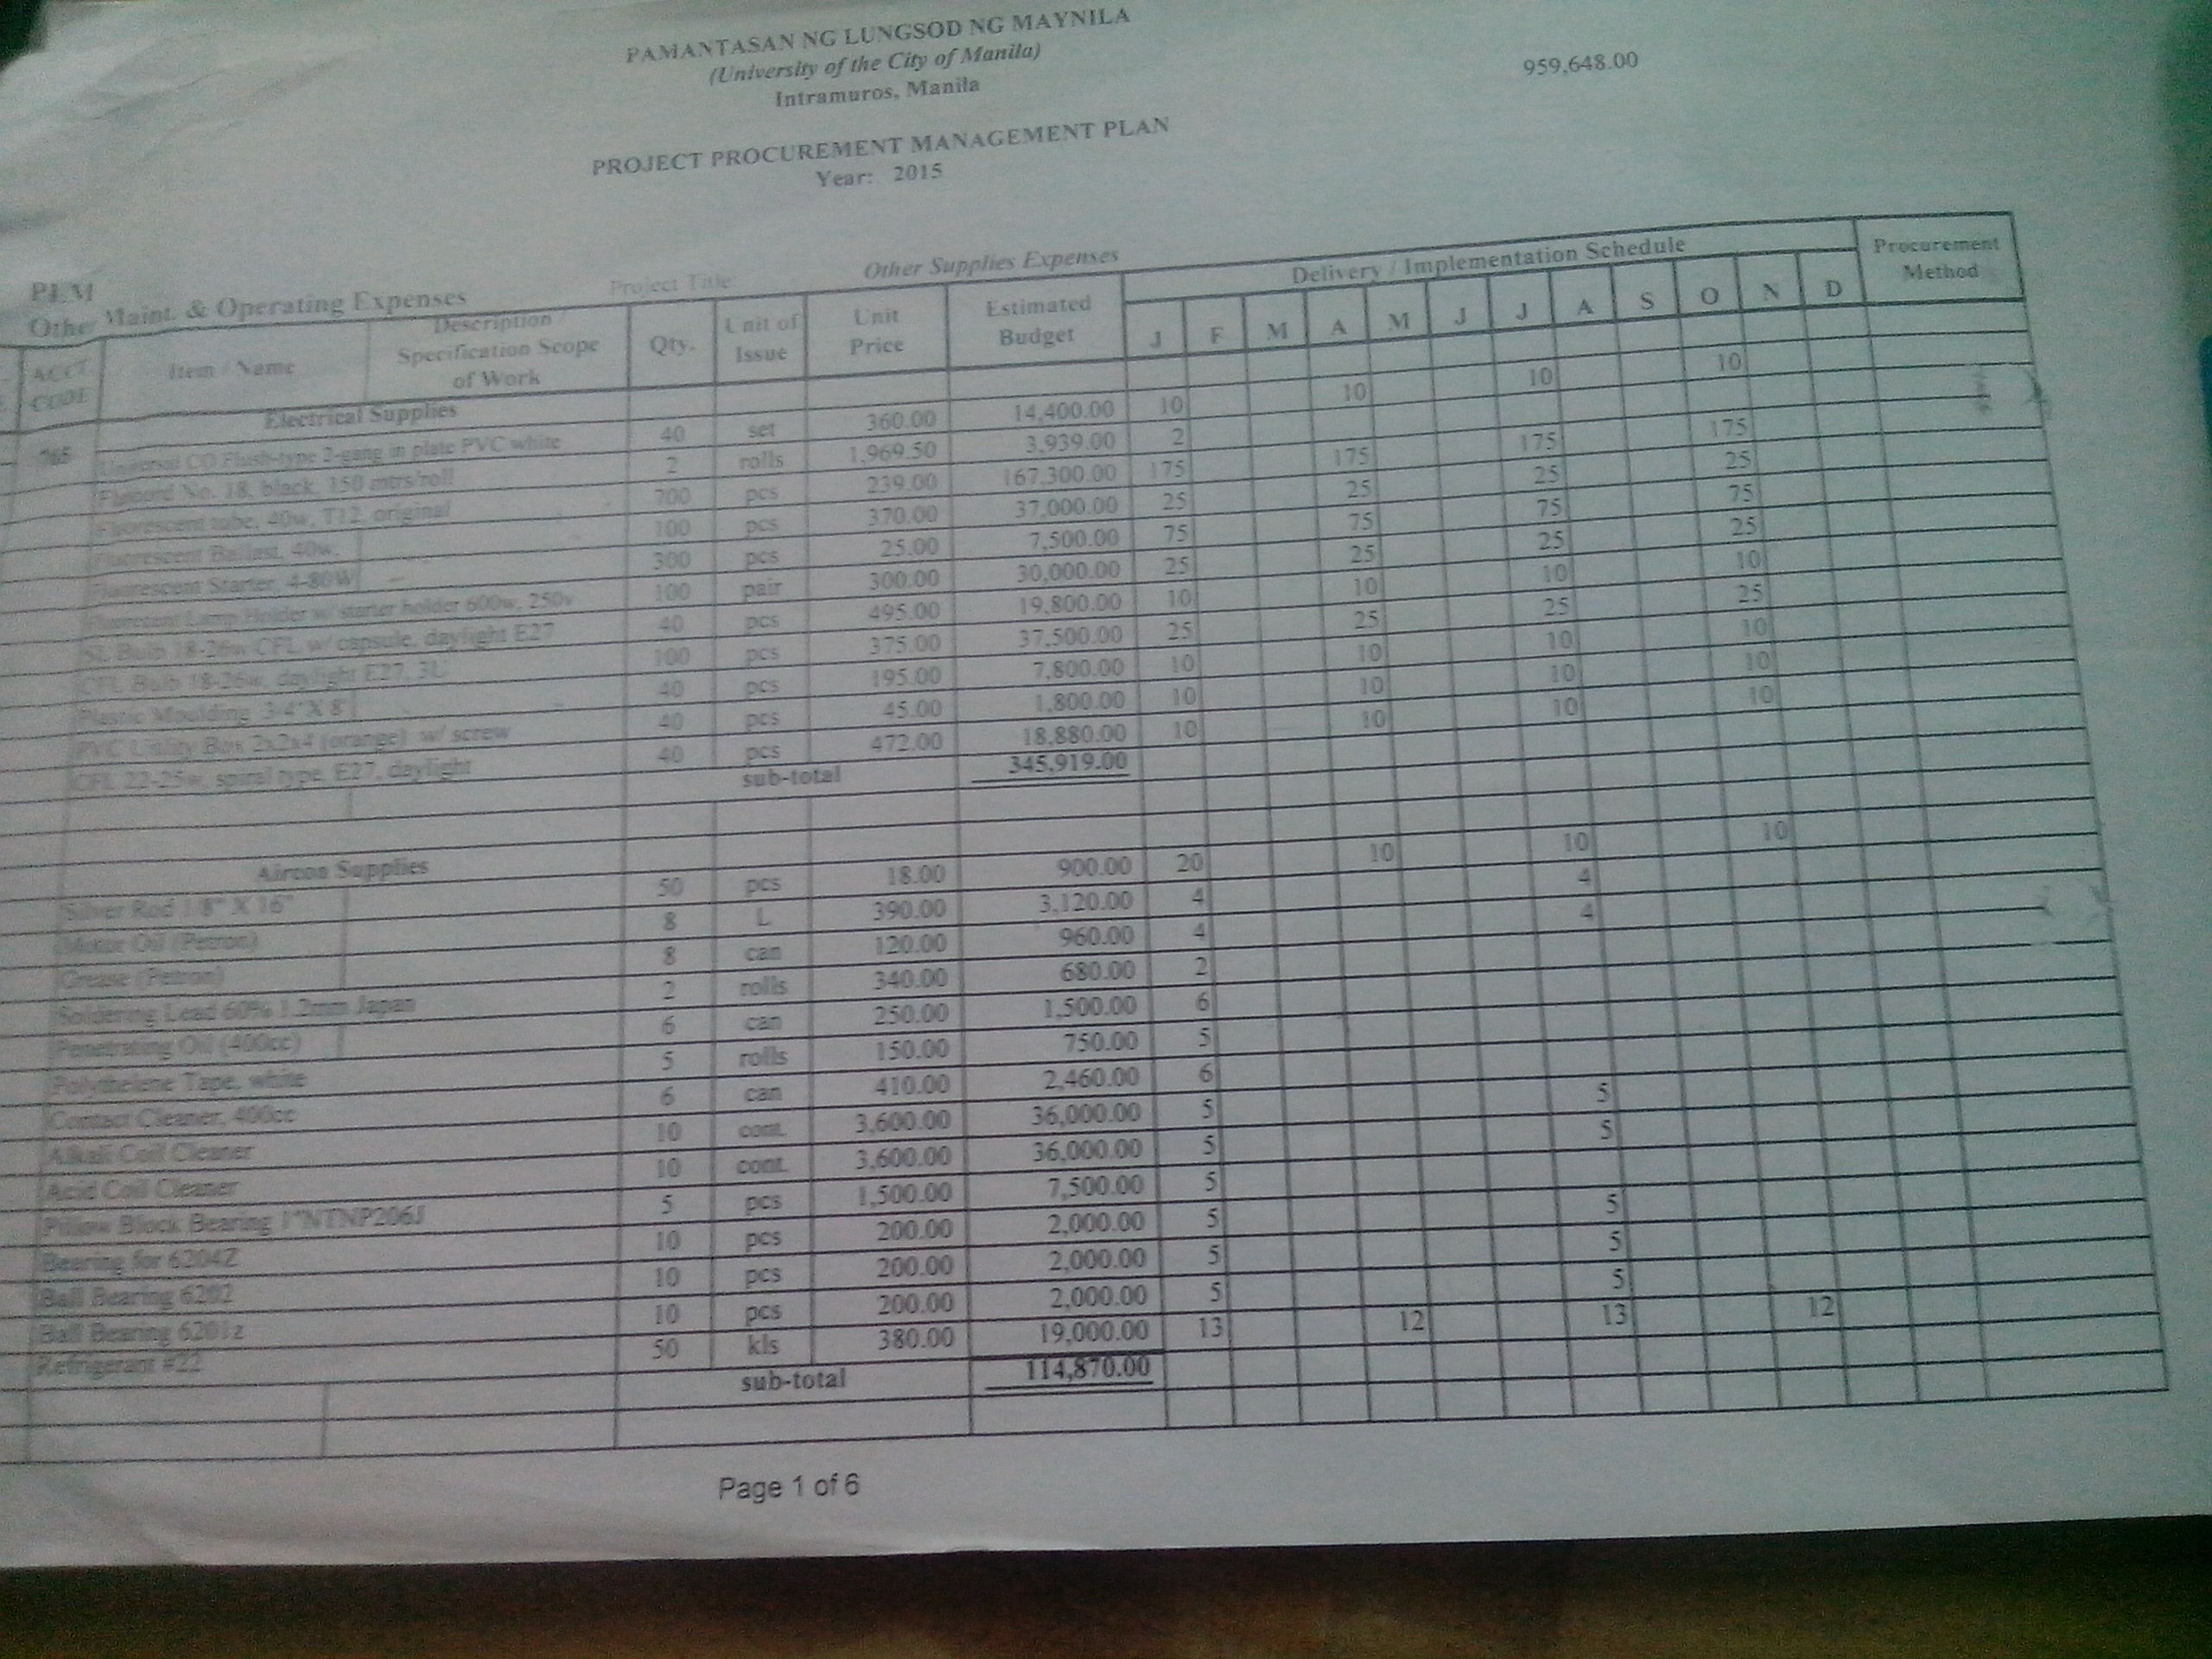 PAMANTASAN NG LUNGSOD NG MAYNILA
(University of the City of Manila)
Intramuros, Manila
959,648.00
PROJECT PROCUREMENT MANAGEMENT PLAN
Year: 2015
PLM
Othe Maint. & Operating Expenses Project Title Other Supplies Expenses
ACCT. CODE Item / Name Description / Specification Scope of Work Qty. Unit of Issue Unit Price Estimated Budget Delivery / Implementation Schedule Procurement Method
J F M A M J J A S O N D
Electrical Supplies
765 Universal CO Flush-type 2-gang in plate PVC white 40 set 360.00 14,400.00 10 10 10 10
Flatcord No. 18, black, 150 mtrs/roll 2 rolls 1,969.50 3,939.00 2
Fluorescent tube, 40w, T12, original 700 pcs 239.00 167,300.00 175 175 175 175
Fluorescent Ballast, 40w. 100 pcs 370.00 37,000.00 25 25 25 25
Fluorescent Starter, 4-80W 300 pcs 25.00 7,500.00 75 75 75 75
Fluorescent Lamp Holder w/ starter holder 600w, 250v 100 pair 300.00 30,000.00 25 25 25 25
SL Bulb 18-26w CFL w/ capsule, daylight E27 40 pcs 495.00 19,800.00 10 10 10 10
CFL Bulb 18-26w, daylight E27, 3U 100 pcs 375.00 37,500.00 25 25 25 25
Plastic Moulding 3/4"X 8' 40 pcs 195.00 7,800.00 10 10 10 10
PVC Utility Box 2x2x4 (orange) w/ screw 40 pcs 45.00 1,800.00 10 10 10 10
CFL 22-25w, spiral type, E27, daylight 40 pcs 472.00 18,880.00 10 10 10 10
sub-total 345,919.00
Aircon Supplies
Silver Rod 1/8" X 16" 50 pcs 18.00 900.00 20 10 10 10
Motor Oil (Petron) 8 L 390.00 3,120.00 4 4
Grease (Petron) 8 can 120.00 960.00 4 4
Soldering Lead 60% 1.2mm Japan 2 rolls 340.00 680.00 2
Penetrating Oil (400cc) 6 can 250.00 1,500.00 6
Polythelene Tape, white 5 rolls 150.00 750.00 5
Contact Cleaner, 400cc 6 can 410.00 2,460.00 6
Alkali Coil Cleaner 10 cont. 3,600.00 36,000.00 5 5
Acid Coil Cleaner 10 cont. 3,600.00 36,000.00 5 5
Pillow Block Bearing 1"NTNP206J 5 pcs 1,500.00 7,500.00 5
Bearing for 6204Z 10 pcs 200.00 2,000.00 5 5
Ball Bearing 6202 10 pcs 200.00 2,000.00 5 5
Ball Bearing 6201z 10 pcs 200.00 2,000.00 5 5
Refrigerant #22 50 kls 380.00 19,000.00 13 12 13 12
sub-total 114,870.00
Page 1 of 6